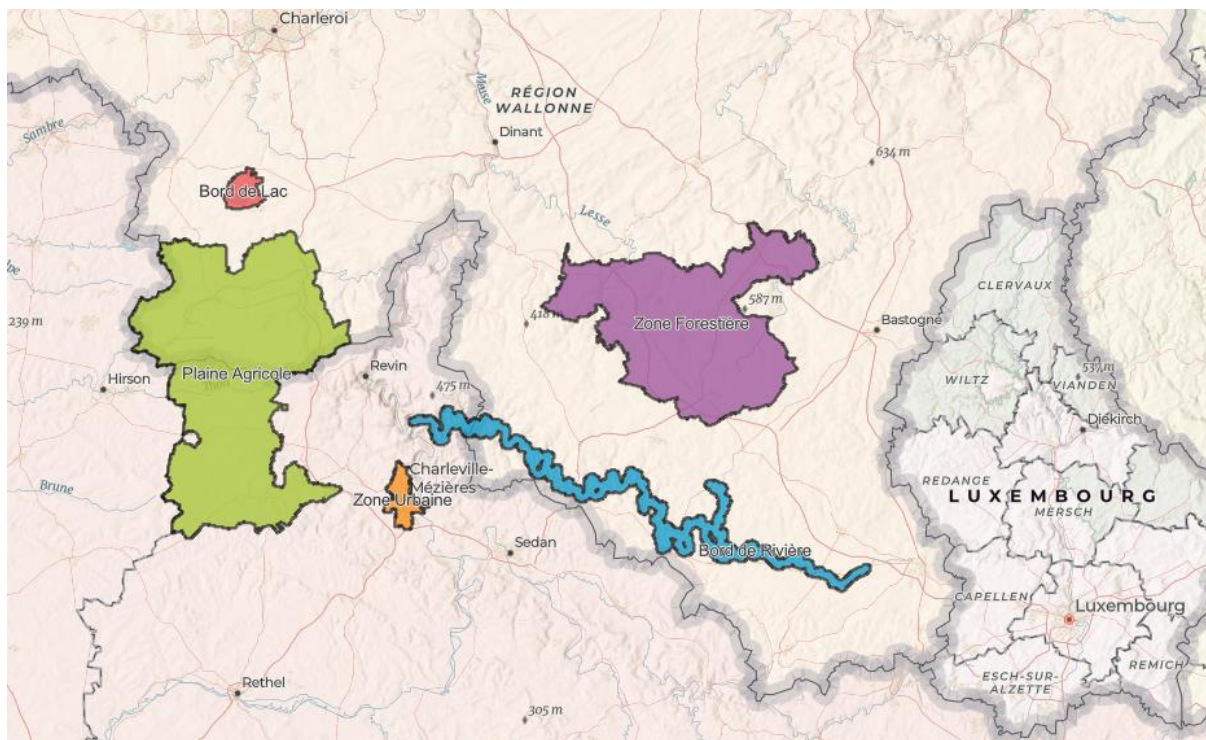 Charleroi
Meuse
RÉGION
WALLONNE
Dinant
Sambre
634 m
Bord de Lac
Lesse
CLERVAUX
587 m
239 m
418 m
Zone Forestière
Bastogne
Plaine Agricole
Revin
Hirson
475 m
WILTZ
537 m
VIANDEN
Diekirch
Charleville-
Mézières
Zone Urbaine
Brune
REDANGE
LUXEMBOURG
MERSCH
Sedan
Bord de Rivière
CAPELLEN
Luxembourg
Rethel
ESCH-SUR-
ALZETTE
REMICH
305 m